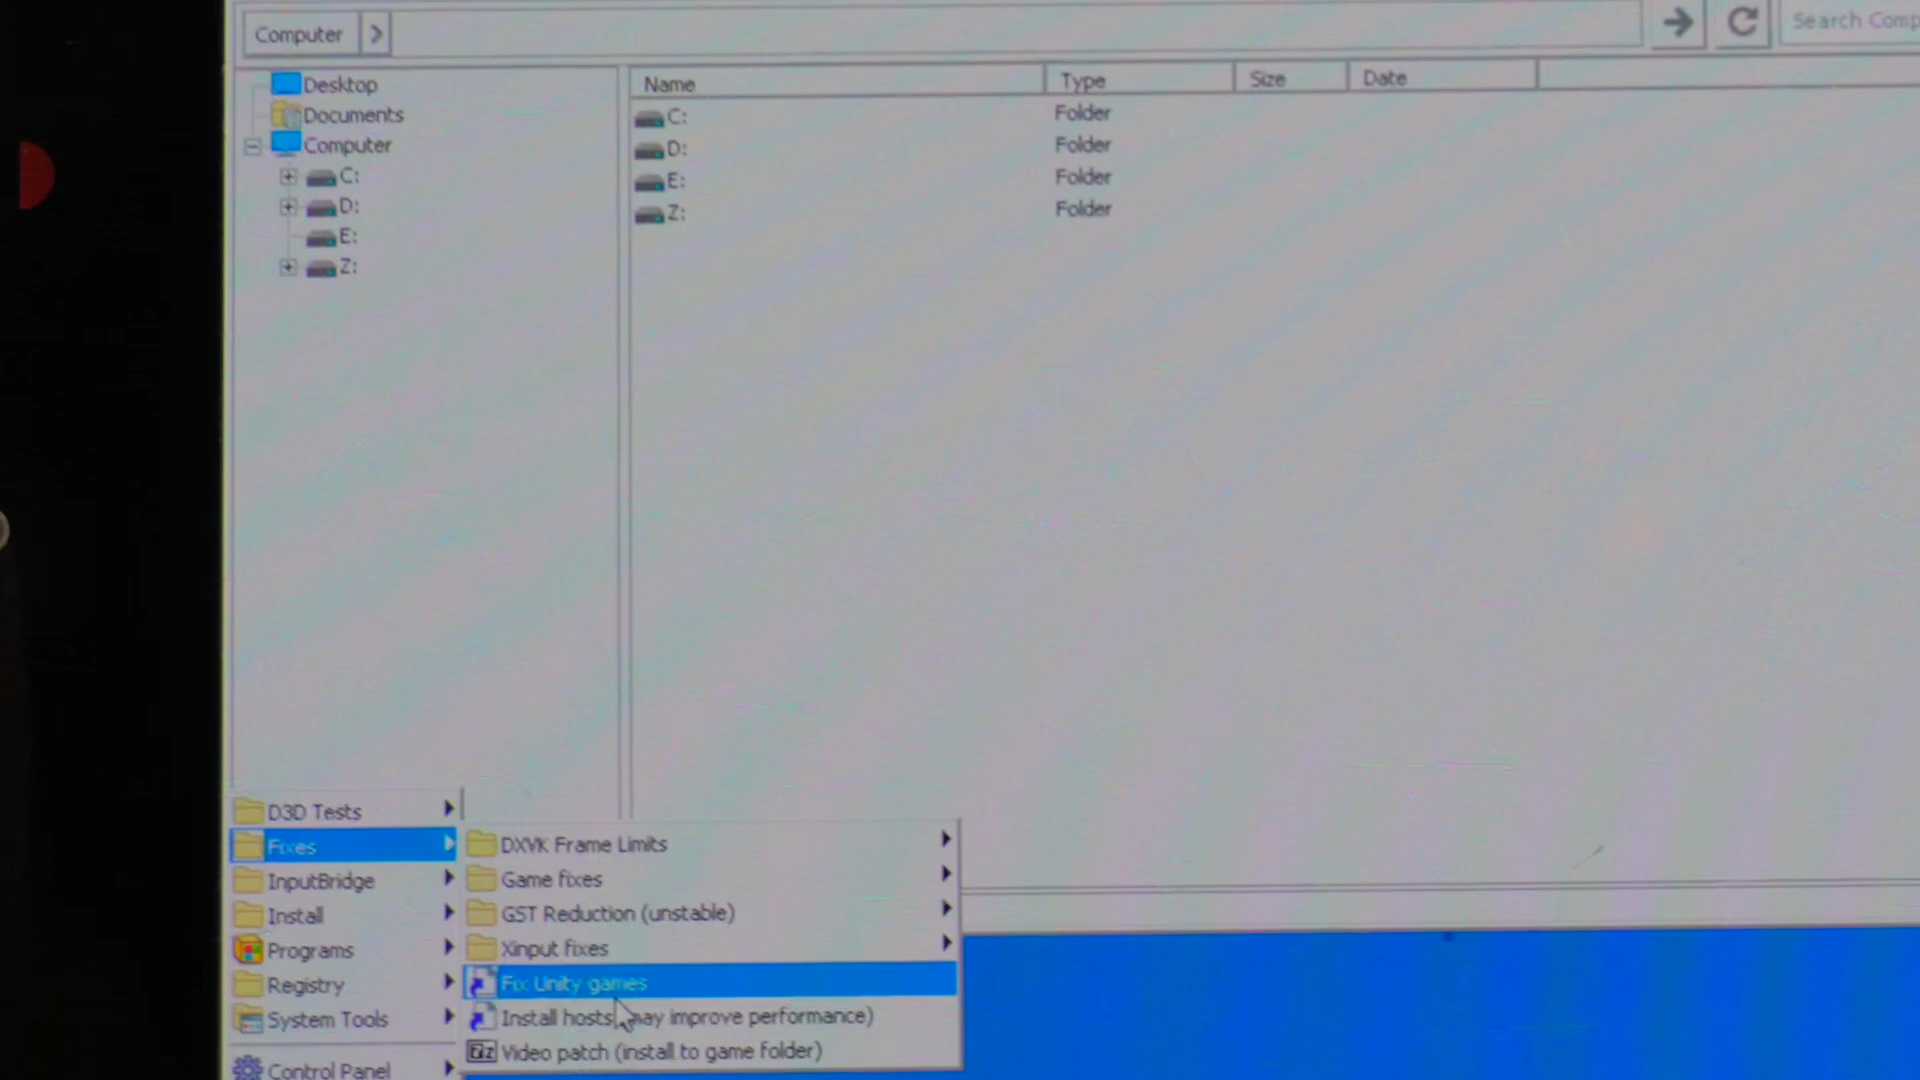 Computer
Search Comp
Desktop
Documents
Computer
C:
D:
E:
Z:
Name Type Size Date
C: Folder
D: Folder
E: Folder
Z: Folder
D3D Tests
Fixes
InputBridge
Install
Programs
Registry
System Tools
Control Panel
DXVK Frame Limits
Game fixes
GST Reduction (unstable)
Xinput fixes
Fix Unity games
Install hosts may improve performance)
7z Video patch (install to game folder)